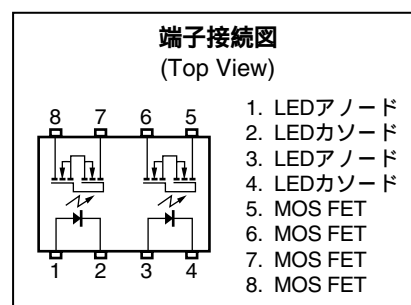 端子接続図
(Top View)
8 7 6 5
1 2 3 4
1. LEDアノード
2. LEDカソード
3. LEDアノード
4. LEDカソード
5. MOS FET
6. MOS FET
7. MOS FET
8. MOS FET